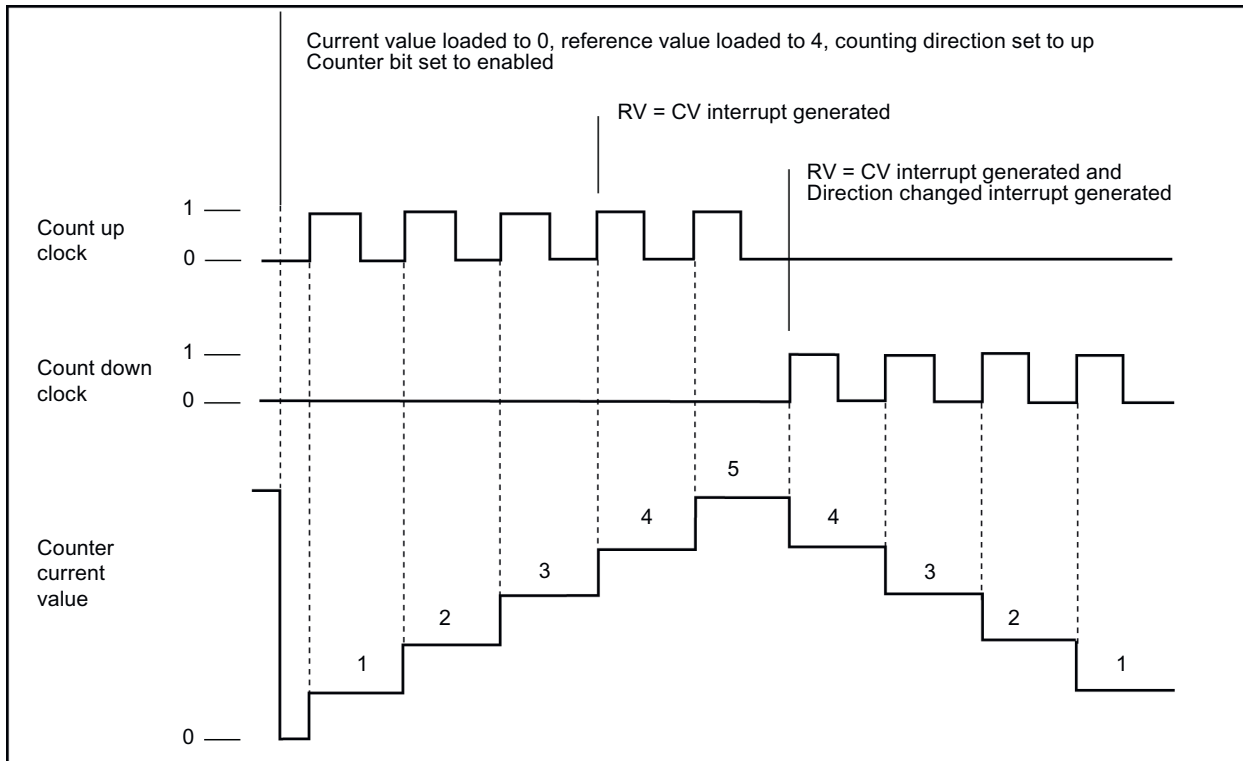 Current value loaded to 0, reference value loaded to 4, counting direction set to up
Counter bit set to enabled
RV = CV interrupt generated
RV = CV interrupt generated and
Direction changed interrupt generated
Count up
clock
1
0
Count down
clock
1
0
Counter
current
value
0
1
2
3
4
5
4
3
2
1